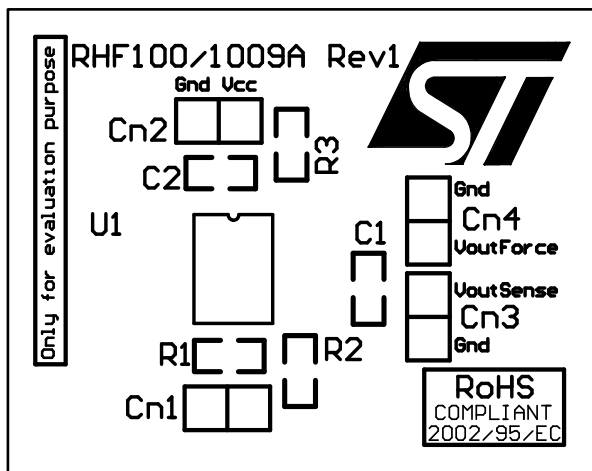 RHF100/1009A Rev1
Only for evaluation purpose
Gnd Vcc
Cn2
R3
C2
U1
ST
Gnd
Cn4
VoutForce
C1
VoutSense
Cn3
Gnd
R1
R2
Cn1
RoHS
COMPLIANT
2002/95/EC